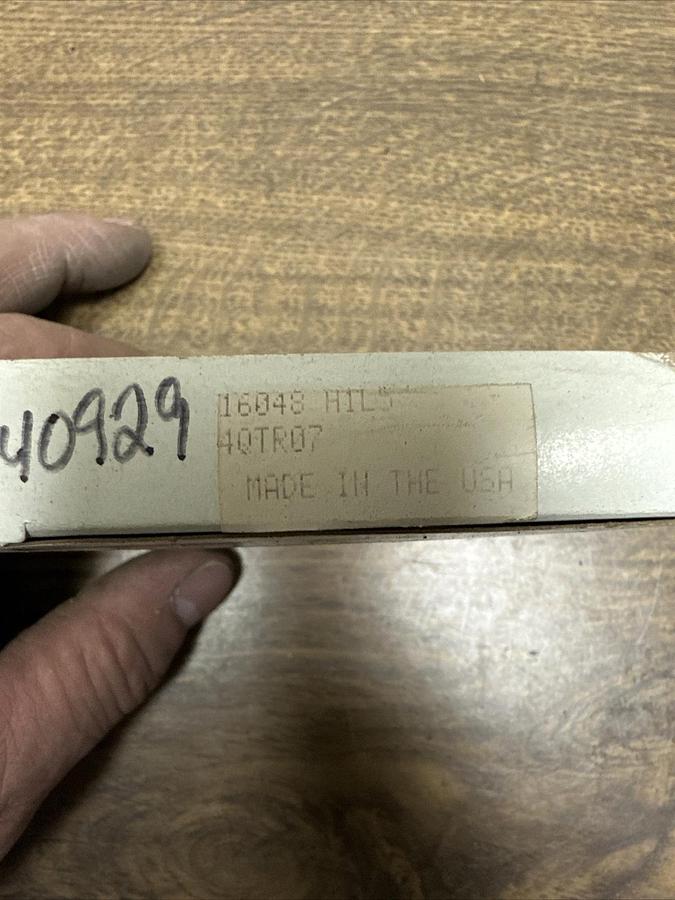 40929
16048 HILS
4QTR07
MADE IN THE USA